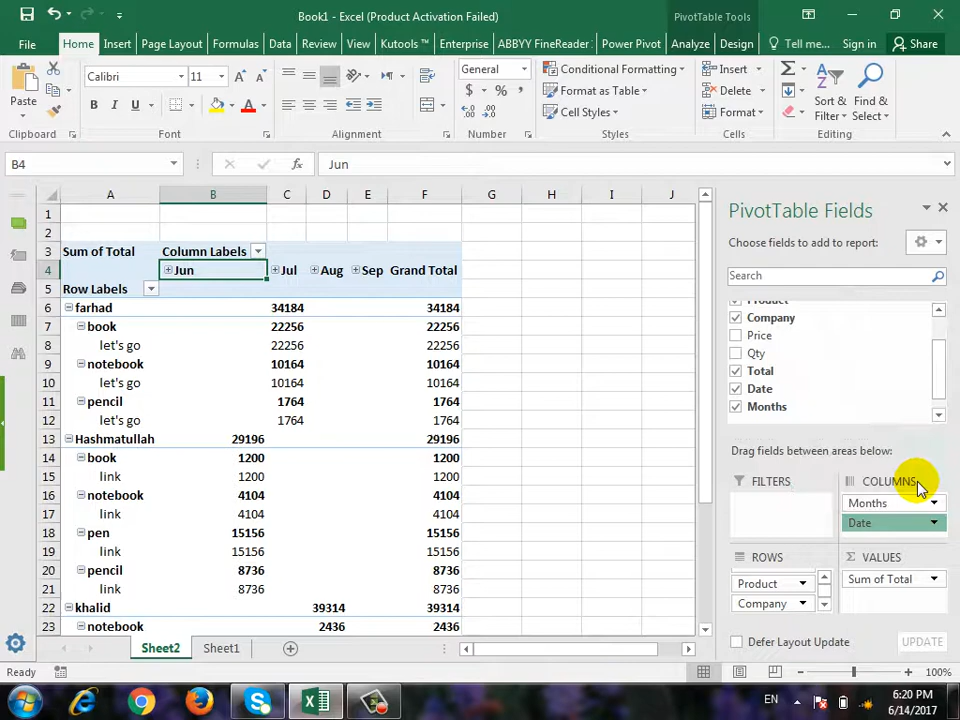 Book1 - Excel (Product Activation Failed)
PivotTable Tools
File
Home
Insert
Page Layout
Formulas
Data
Review
View
Kutools ™
Enterprise
ABBYY FineReader
Power Pivot
Analyze
Design
Tell me...
Sign in
Share
Paste
Calibri
11
General
Conditional Formatting
Format as Table
Cell Styles
Insert
Delete
Format
Sort &
Filter
Find &
Select
B I U
$ % ,
Clipboard
Font
Alignment
Number
Styles
Cells
Editing
B4
fx
Jun
A B C D E F G H I J
1
2
3 Sum of Total Column Labels
4 Jun Jul Aug Sep Grand Total
5 Row Labels
6 farhad 34184 34184
7 book 22256 22256
8 let's go 22256 22256
9 notebook 10164 10164
10 let's go 10164 10164
11 pencil 1764 1764
12 let's go 1764 1764
13 Hashmatullah 29196 29196
14 book 1200 1200
15 link 1200 1200
16 notebook 4104 4104
17 link 4104 4104
18 pen 15156 15156
19 link 15156 15156
20 pencil 8736 8736
21 link 8736 8736
22 khalid 39314 39314
23 notebook 2436 2436
PivotTable Fields
Choose fields to add to report:
Search
Product
Company
Price
Qty
Total
Date
Months
Drag fields between areas below:
FILTERS
COLUMNS
Months
Date
ROWS
Product
Company
Σ VALUES
Sum of Total
Defer Layout Update
UPDATE
Sheet2
Sheet1
Ready
100%
EN
6:20 PM
6/14/2017